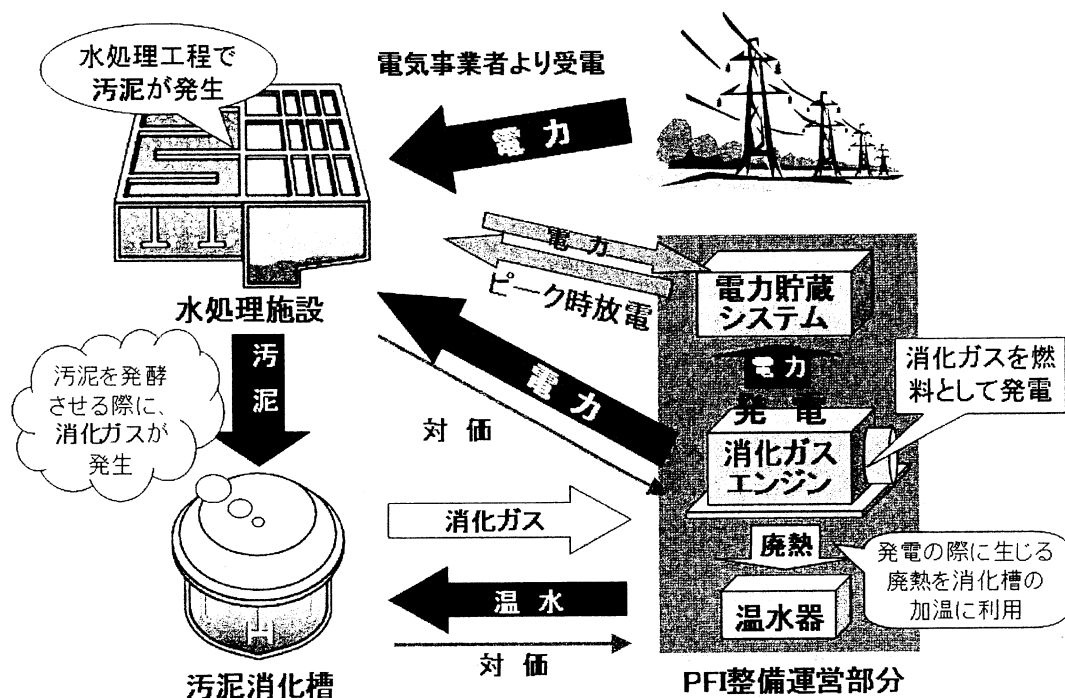 水処理工程で
汚泥が発生
電気事業者より受電
電力
電力
ピーク時放電
水処理施設
電力貯蔵
システム
電力
汚泥
汚泥を発酵
させる際に、
消化ガスが
発生
電力
対価
発電
消化ガスを燃
料として発電
消化ガス
エンジン
消化ガス
廃熱
発電の際に生じる
廃熱を消化槽の
加温に利用
温水
温水器
対価
汚泥消化槽
PFI整備運営部分